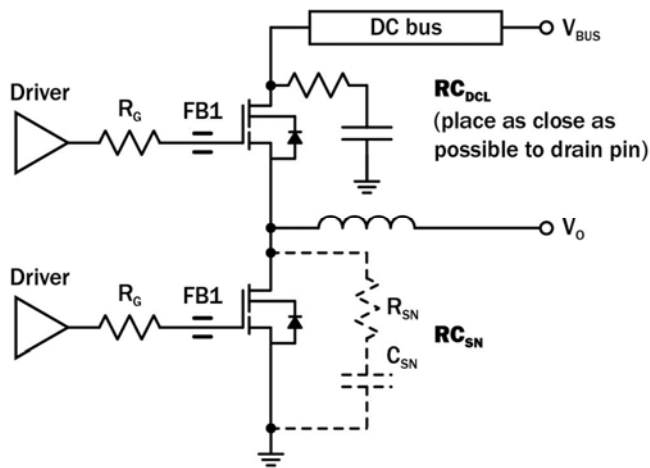 DC bus
V_BUS
Driver
R_G
FB1
RC_DCL
(place as close as
possible to drain pin)
V_O
Driver
R_G
FB1
R_SN
RC_SN
C_SN